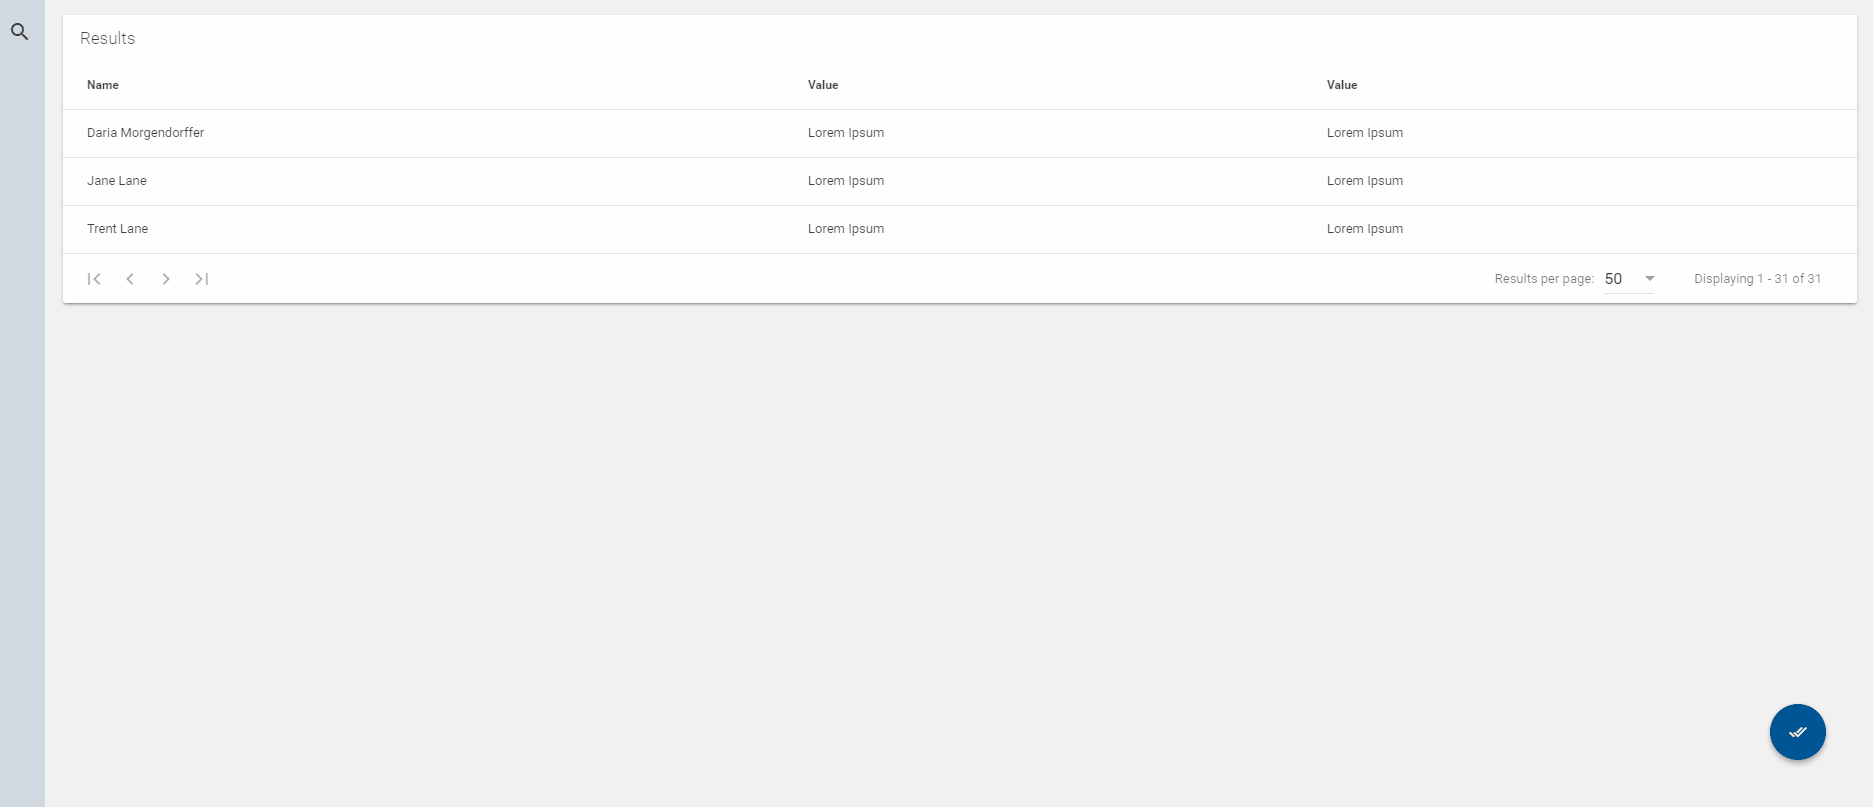 Results
Name Value Value
Daria Morgendorffer Lorem Ipsum Lorem Ipsum
Jane Lane Lorem Ipsum Lorem Ipsum
Trent Lane Lorem Ipsum Lorem Ipsum
Results per page: 50 Displaying 1 - 31 of 31